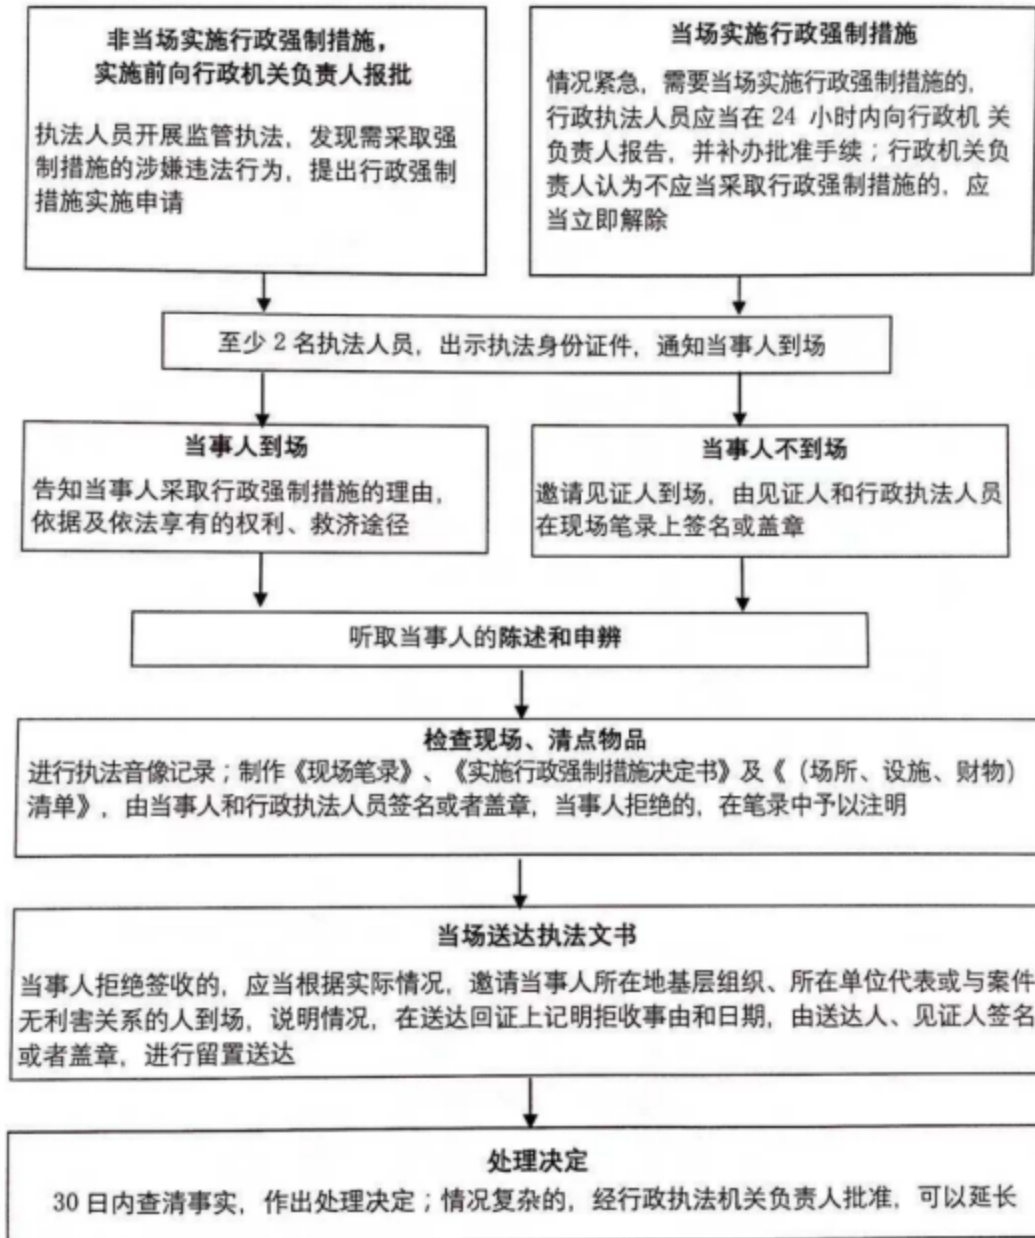 非当场实施行政强制措施，
实施前向行政机关负责人报批
执法人员开展监管执法，发现需采取强
制措施的涉嫌违法行为，提出行政强制
措施实施申请
当场实施行政强制措施
情况紧急，需要当场实施行政强制措施的，
行政执法人员应当在 24 小时内向行政机 关
负责人报告，并补办批准手续；行政机关负
责人认为不应当采取行政强制措施的，应
当立即解除
至少 2 名执法人员，出示执法身份证件，通知当事人到场
当事人到场
告知当事人采取行政强制措施的理由，
依据及依法享有的权利、救济途径
当事人不到场
邀请见证人到场，由见证人和行政执法人员
在现场笔录上签名或盖章
听取当事人的陈述和申辨
检查现场、清点物品
进行执法音像记录；制作《现场笔录》、《实施行政强制措施决定书》及《（场所、设施、财物）
清单》，由当事人和行政执法人员签名或者盖章，当事人拒绝的，在笔录中予以注明
当场送达执法文书
当事人拒绝签收的，应当根据实际情况，邀请当事人所在地基层组织、所在单位代表或与案件
无利害关系的人到场，说明情况，在送达回证上记明拒收事由和日期，由送达人、见证人签名
或者盖章，进行留置送达
处理决定
30 日内查清事实，作出处理决定；情况复杂的，经行政执法机关负责人批准，可以延长